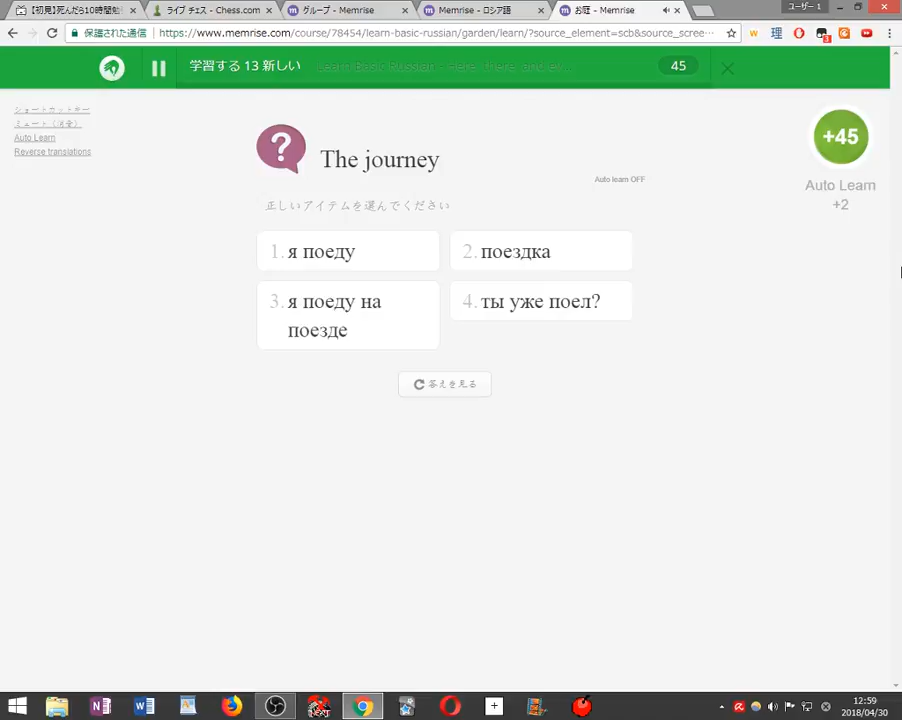 【初見】死んだら10時間勉
ライブ チェス - Chess.com
グループ - Memrise
Memrise - ロシア語
お庭 - Memrise
ユーザー 1
保護された通信
https://www.memrise.com/course/78454/learn-basic-russian/garden/learn/?source_element=scb&source_scree…
学習する 13 新しい
Learn Basic Russian - Here, there, and ev...
45
ショートカットキー
ミュート (消音)
Auto Learn
Reverse translations
The journey
Auto learn OFF
+45
Auto Learn
+2
正しいアイテムを選んでください
1. я поеду
2. поездка
3. я поеду на
поезде
4. ты уже поел?
答えを見る
12:59
2018/04/30